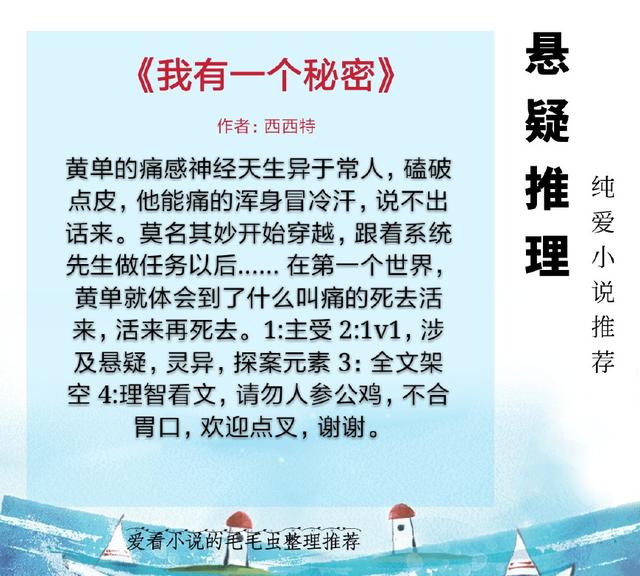 《我有一个秘密》
作者：西西特
黄单的痛感神经天生异于常人，磕破
点皮，他能痛的浑身冒冷汗，说不出
话来。莫名其妙开始穿越，跟着系统
先生做任务以后...... 在第一个世界，
黄单就体会到了什么叫痛的死去活
来，活来再死去。1:主受 2:1v1，涉
及悬疑，灵异，探案元素 3：全文架
空 4:理智看文，请勿人参公鸡，不合
胃口，欢迎点叉，谢谢。
悬疑推理
纯爱小说推荐
爱看小说的毛毛虫整理推荐